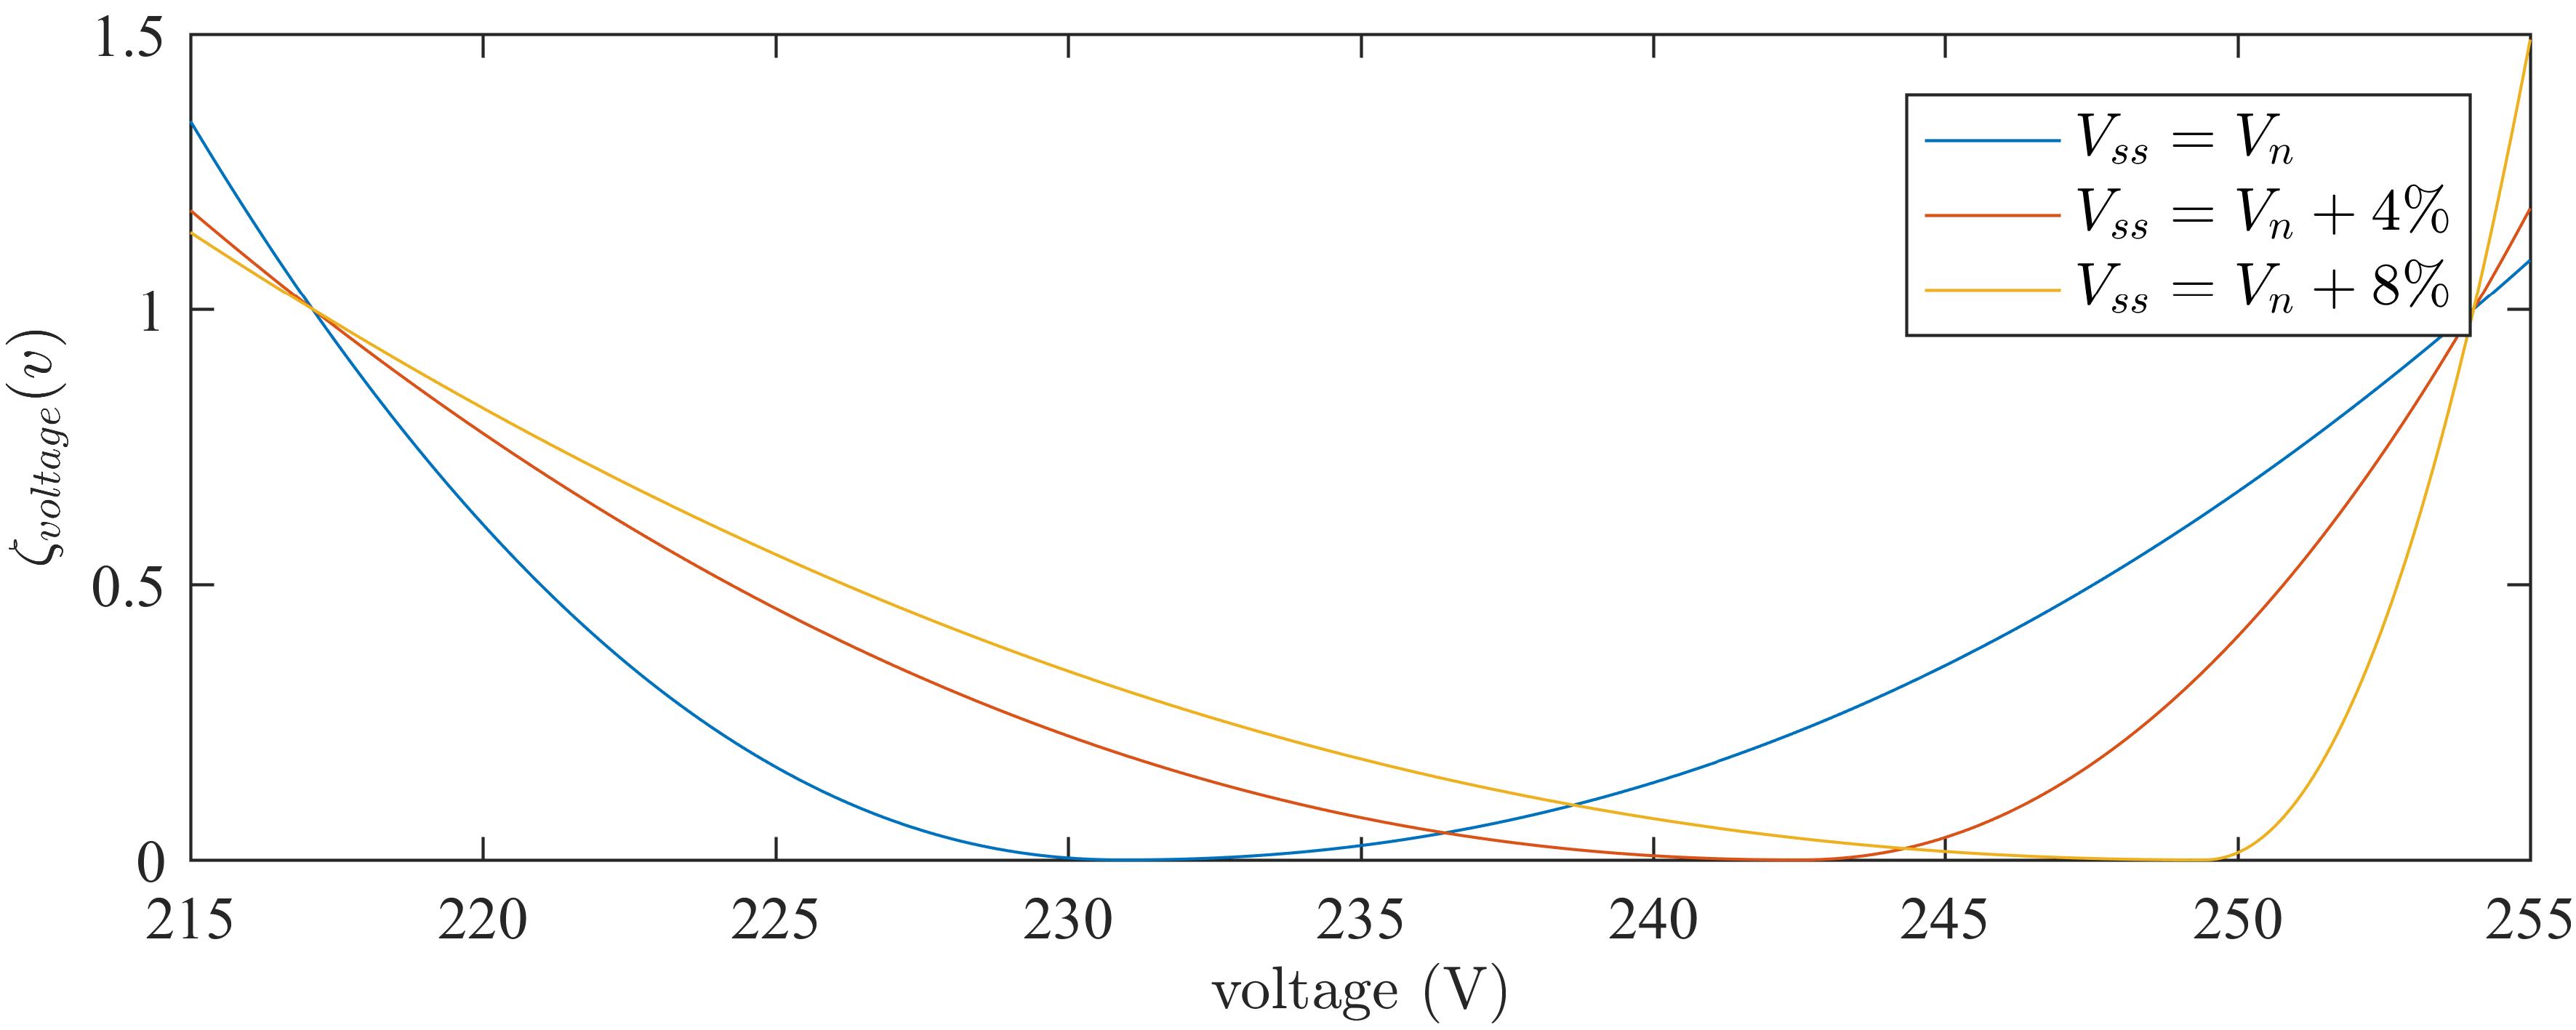 1.5
1
0.5
0
ζvoltage(υ)
Vss = Vn
Vss = Vn + 4%
Vss = Vn + 8%
215 220 225 230 235 240 245 250 255
voltage (V)